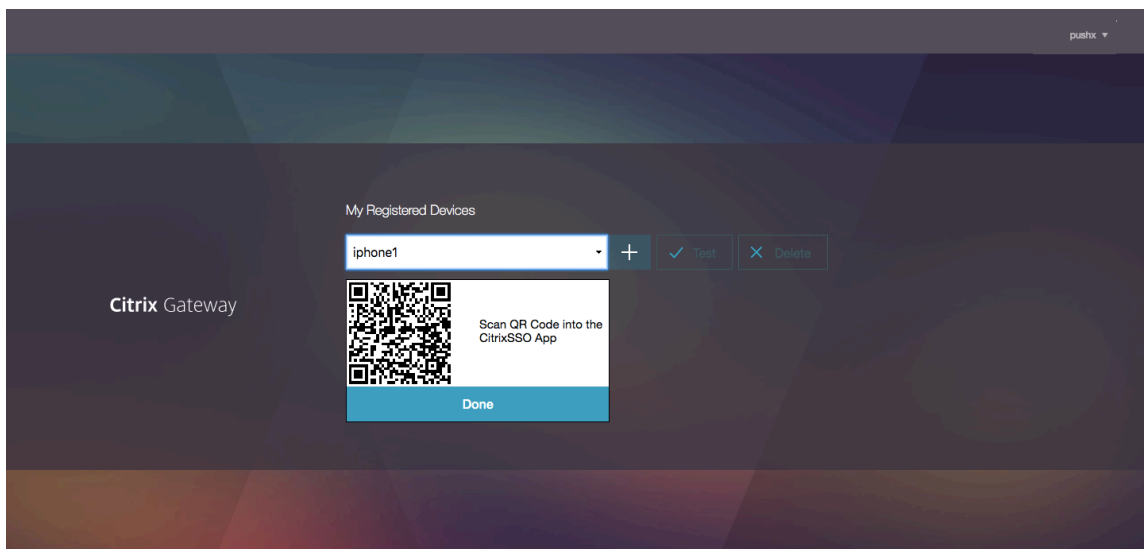 pushx
My Registered Devices
iphone1
Test
Delete
Citrix Gateway
Scan QR Code into the
CitrixSSO App
Done